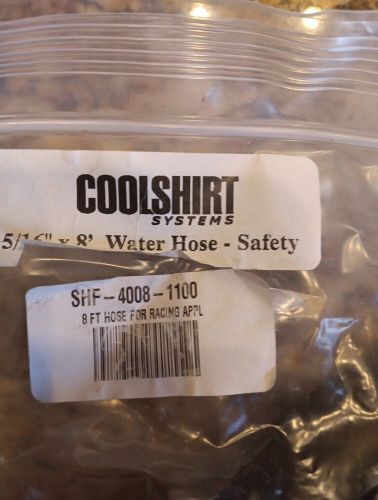 COOLSHIRT
SYSTEMS
5/16" x 8' Water Hose - Safety
SHF-4008-1100
8 FT HOSE FOR RACING APPL